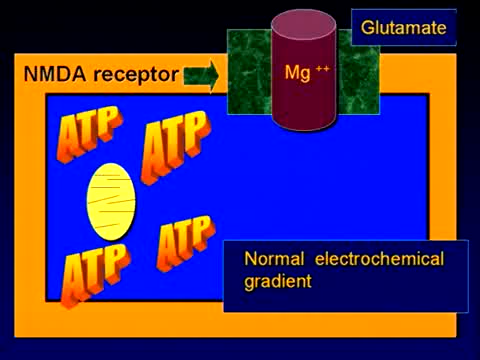 Glutamate
NMDA receptor
Mg ++
ATP
ATP
ATP
ATP
Normal electrochemical
gradient